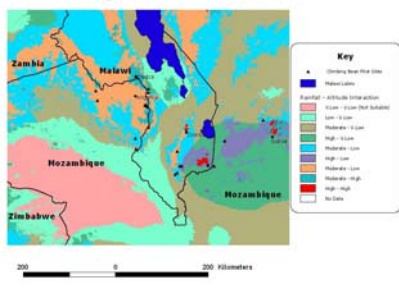 Zambia
Malawi
Mozambique
Mozambique
Zimbabwe
Key
Climbing Bean Pilot Sites
Malawi Lakes
Rainfall - Altitude Interaction
V.Low - V.Low (Not Suitable)
Low - V.Low
Moderate - V.Low
High - V.Low
Moderate - Low
High - Low
Moderate - Low
Moderate - High
High - High
No Data
200 0 200 Kilometers